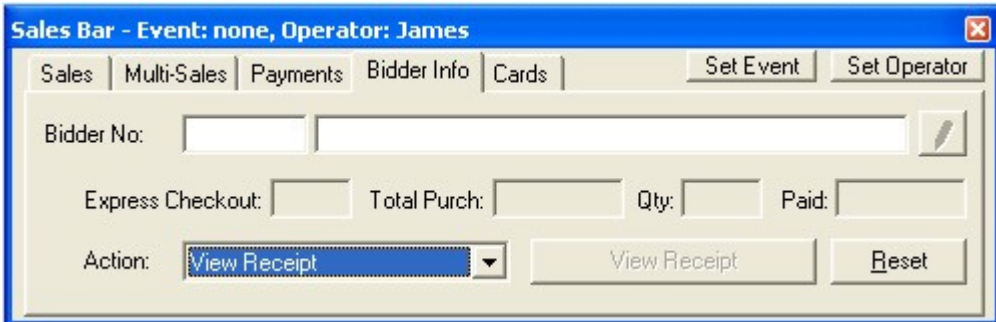 Sales Bar - Event: none, Operator: James
Sales Multi-Sales Payments Bidder Info Cards Set Event Set Operator
Bidder No:
Express Checkout: Total Purch: Qty: Paid:
Action: View Receipt View Receipt Reset